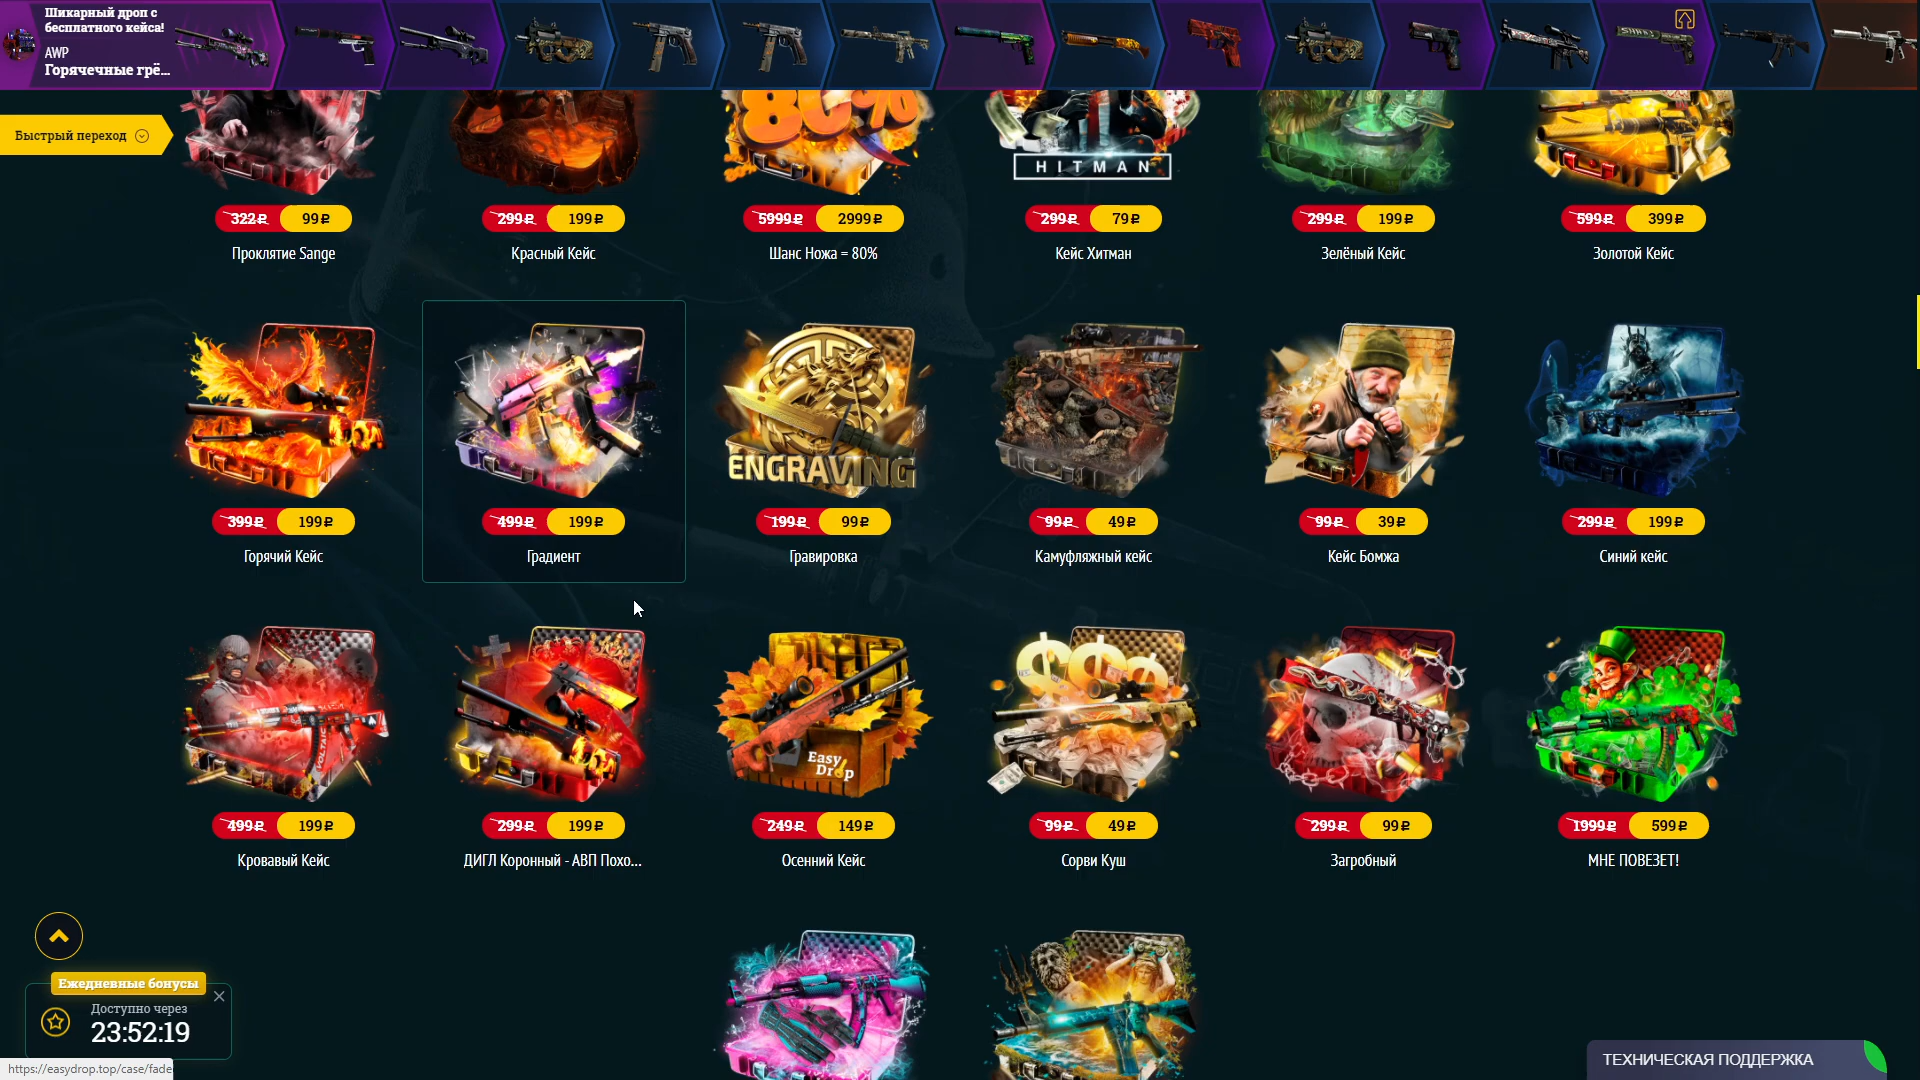 Шикарный дроп с
бесплатного кейса!
AWP
Горячечные грё...
Быстрый переход
80%
HITMAN
322₽ 99₽
299₽ 199₽
5999₽ 2999₽
299₽ 79₽
299₽ 199₽
599₽ 399₽
Проклятие Sange
Красный Кейс
Шанс Ножа = 80%
Кейс Хитман
Зелёный Кейс
Золотой Кейс
ENGRAVING
399₽ 199₽
499₽ 199₽
199₽ 99₽
99₽ 49₽
99₽ 39₽
299₽ 199₽
Горячий Кейс
Градиент
Гравировка
Камуфляжный кейс
Кейс Бомжа
Синий кейс
VOLTAIC
Easy
Drop
499₽ 199₽
299₽ 199₽
249₽ 149₽
99₽ 49₽
299₽ 99₽
1999₽ 599₽
Кровавый Кейс
ДИГЛ Коронный - АВП Похо...
Осенний Кейс
Сорви Куш
Загробный
МНЕ ПОВЕЗЕТ!
Ежедневные бонусы
Доступно через
23:52:19
https://easydrop.top/case/fade
ТЕХНИЧЕСКАЯ ПОДДЕРЖКА